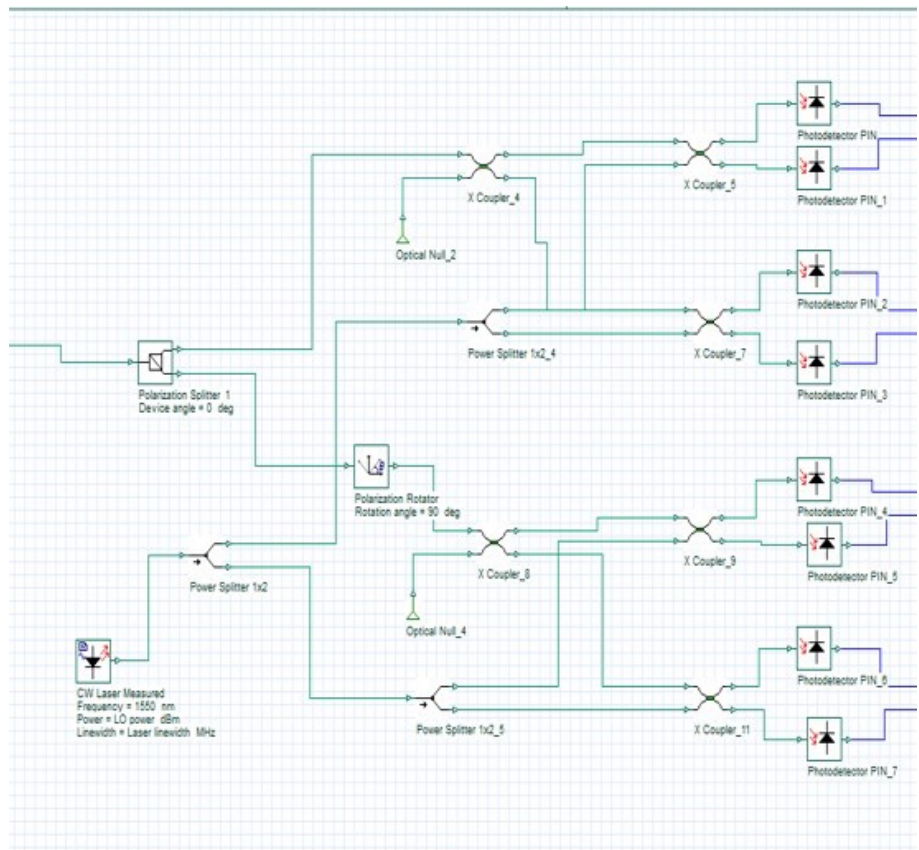 Photodetector PIN
X Coupler_4
X Coupler_5
Photodetector PIN_1
Optical Null_2
Photodetector PIN_2
Power Splitter 1x2_4
X Coupler_7
Polarization Splitter 1
Device angle = 0 deg
Photodetector PIN_3
Polarization Rotator
Rotation angle = 90 deg
Photodetector PIN_4
X Coupler_8
X Coupler_9
Power Splitter 1x2
Photodetector PIN_5
Optical Null_4
Photodetector PIN_6
CW Laser Measured
Frequency = 1550 nm
Power = LO power dBm
Linewidth = Laser linewidth MHz
Power Splitter 1x2_5
X Coupler_11
Photodetector PIN_7